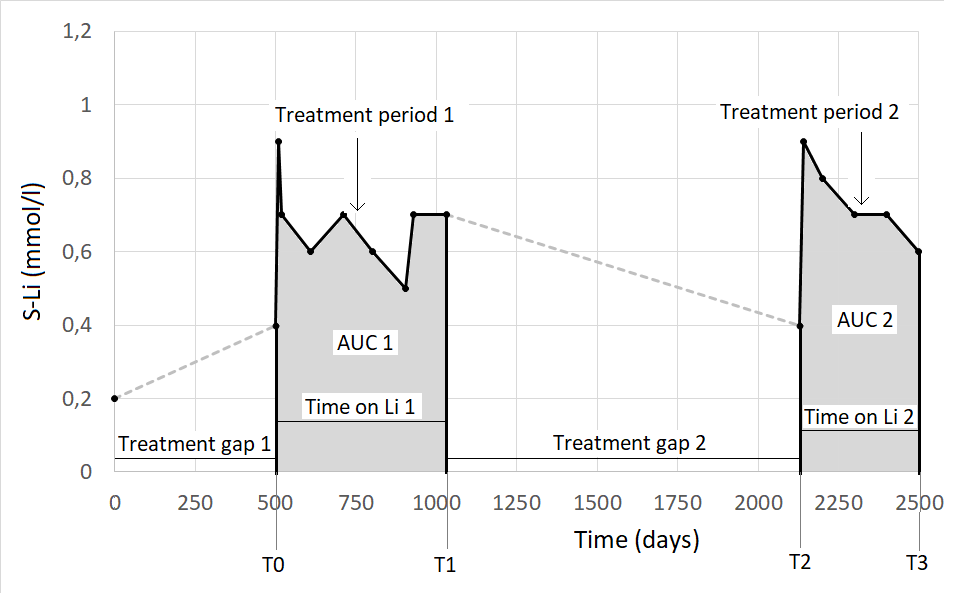 1,2
1
0,8
0,6
0,4
0,2
0
S-Li (mmol/l)
Treatment period 1
Treatment period 2
AUC 1
AUC 2
Time on Li 1
Time on Li 2
Treatment gap 1
Treatment gap 2
0 250 500 750 1000 1250 1500 1750 2000 2250 2500
Time (days)
T0 T1 T2 T3